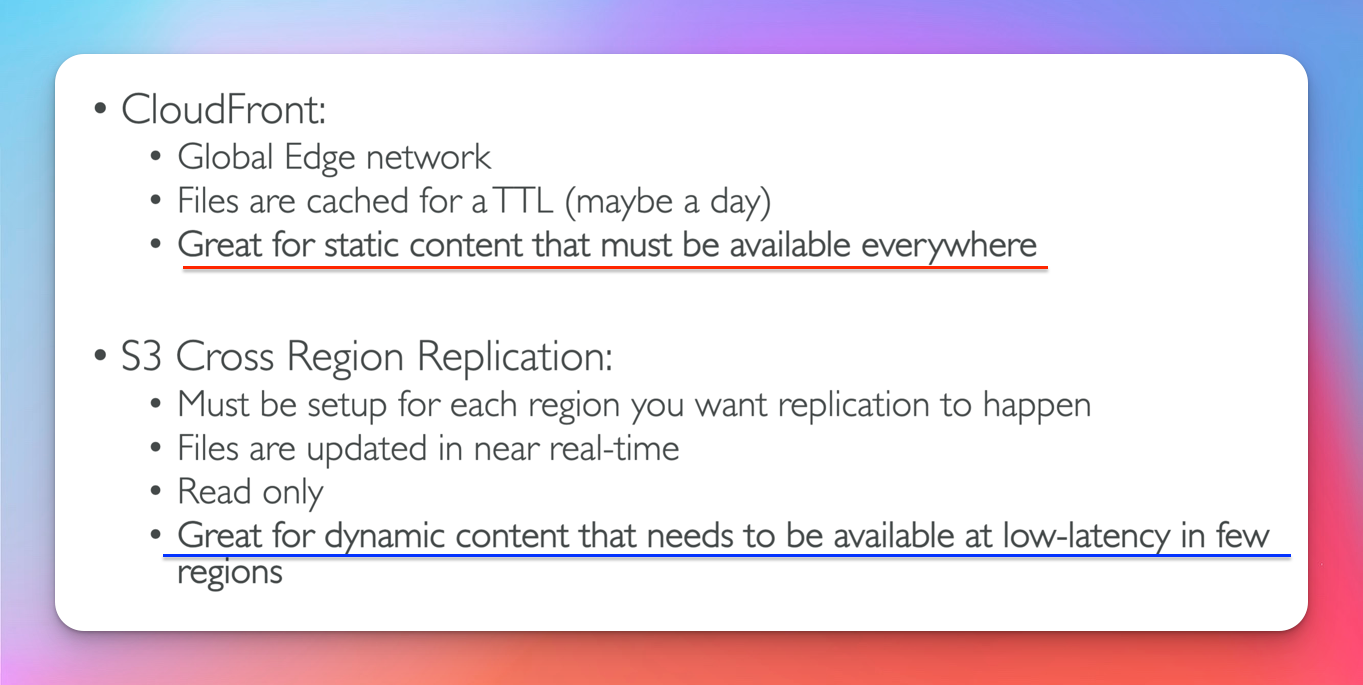 • CloudFront:
• Global Edge network
• Files are cached for a TTL (maybe a day)
• Great for static content that must be available everywhere
• S3 Cross Region Replication:
• Must be setup for each region you want replication to happen
• Files are updated in near real-time
• Read only
• Great for dynamic content that needs to be available at low-latency in few
regions